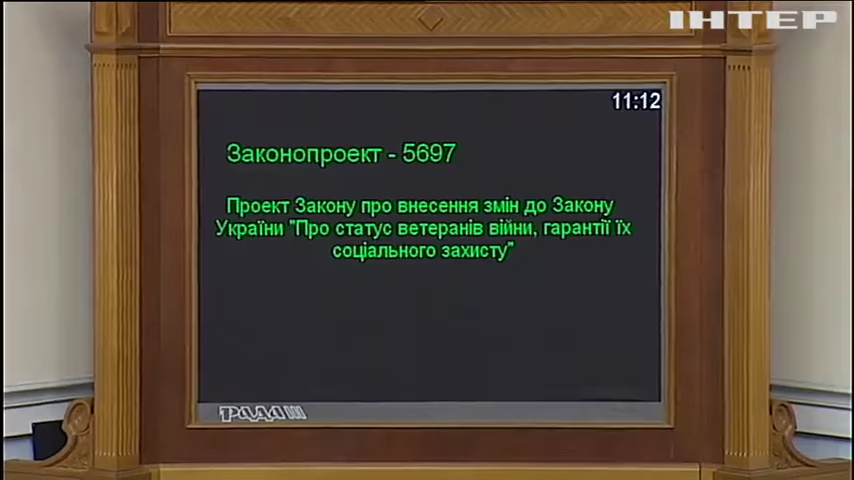 ІНТЕР
11:12
Законопроект - 5697
Проект Закону про внесення змін до Закону
України "Про статус ветеранів війни, гарантії їх
соціального захисту"
РАДА